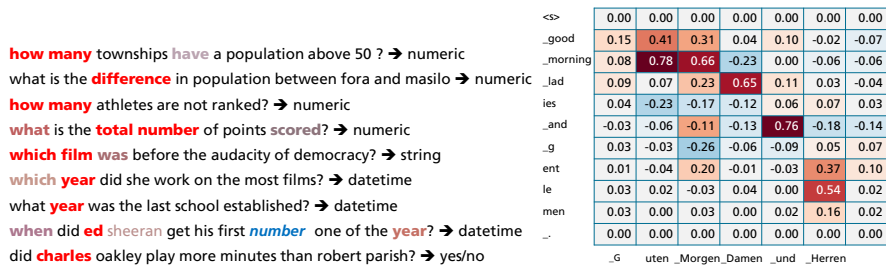 how many townships have a population above 50 ? ➔ numeric
what is the difference in population between fora and masilo ➔ numeric
how many athletes are not ranked? ➔ numeric
what is the total number of points scored? ➔ numeric
which film was before the audacity of democracy? ➔ string
which year did she work on the most films? ➔ datetime
what year was the last school established? ➔ datetime
when did ed sheeran get his first number one of the year? ➔ datetime
did charles oakley play more minutes than robert parish? ➔ yes/no
<s> 0.00 0.00 0.00 0.00 0.00 0.00 0.00
_good 0.15 0.41 0.31 0.04 0.10 -0.02 -0.07
_morning 0.08 0.78 0.66 -0.23 0.00 -0.06 -0.06
_lad 0.09 0.07 0.23 0.65 0.11 0.03 -0.04
ies 0.04 -0.23 -0.17 -0.12 0.06 0.07 0.03
_and -0.03 -0.06 -0.11 -0.13 0.76 -0.18 -0.14
_g 0.03 -0.03 -0.26 -0.06 -0.09 0.05 0.07
ent 0.01 -0.04 0.20 -0.01 -0.03 0.37 0.10
le 0.03 0.02 -0.03 0.04 0.00 0.54 0.02
men 0.03 0.00 0.03 0.00 0.02 0.16 0.02
_. 0.00 0.00 0.00 0.00 0.00 0.00 0.00
_G uten _Morgen _Damen _und _Herren